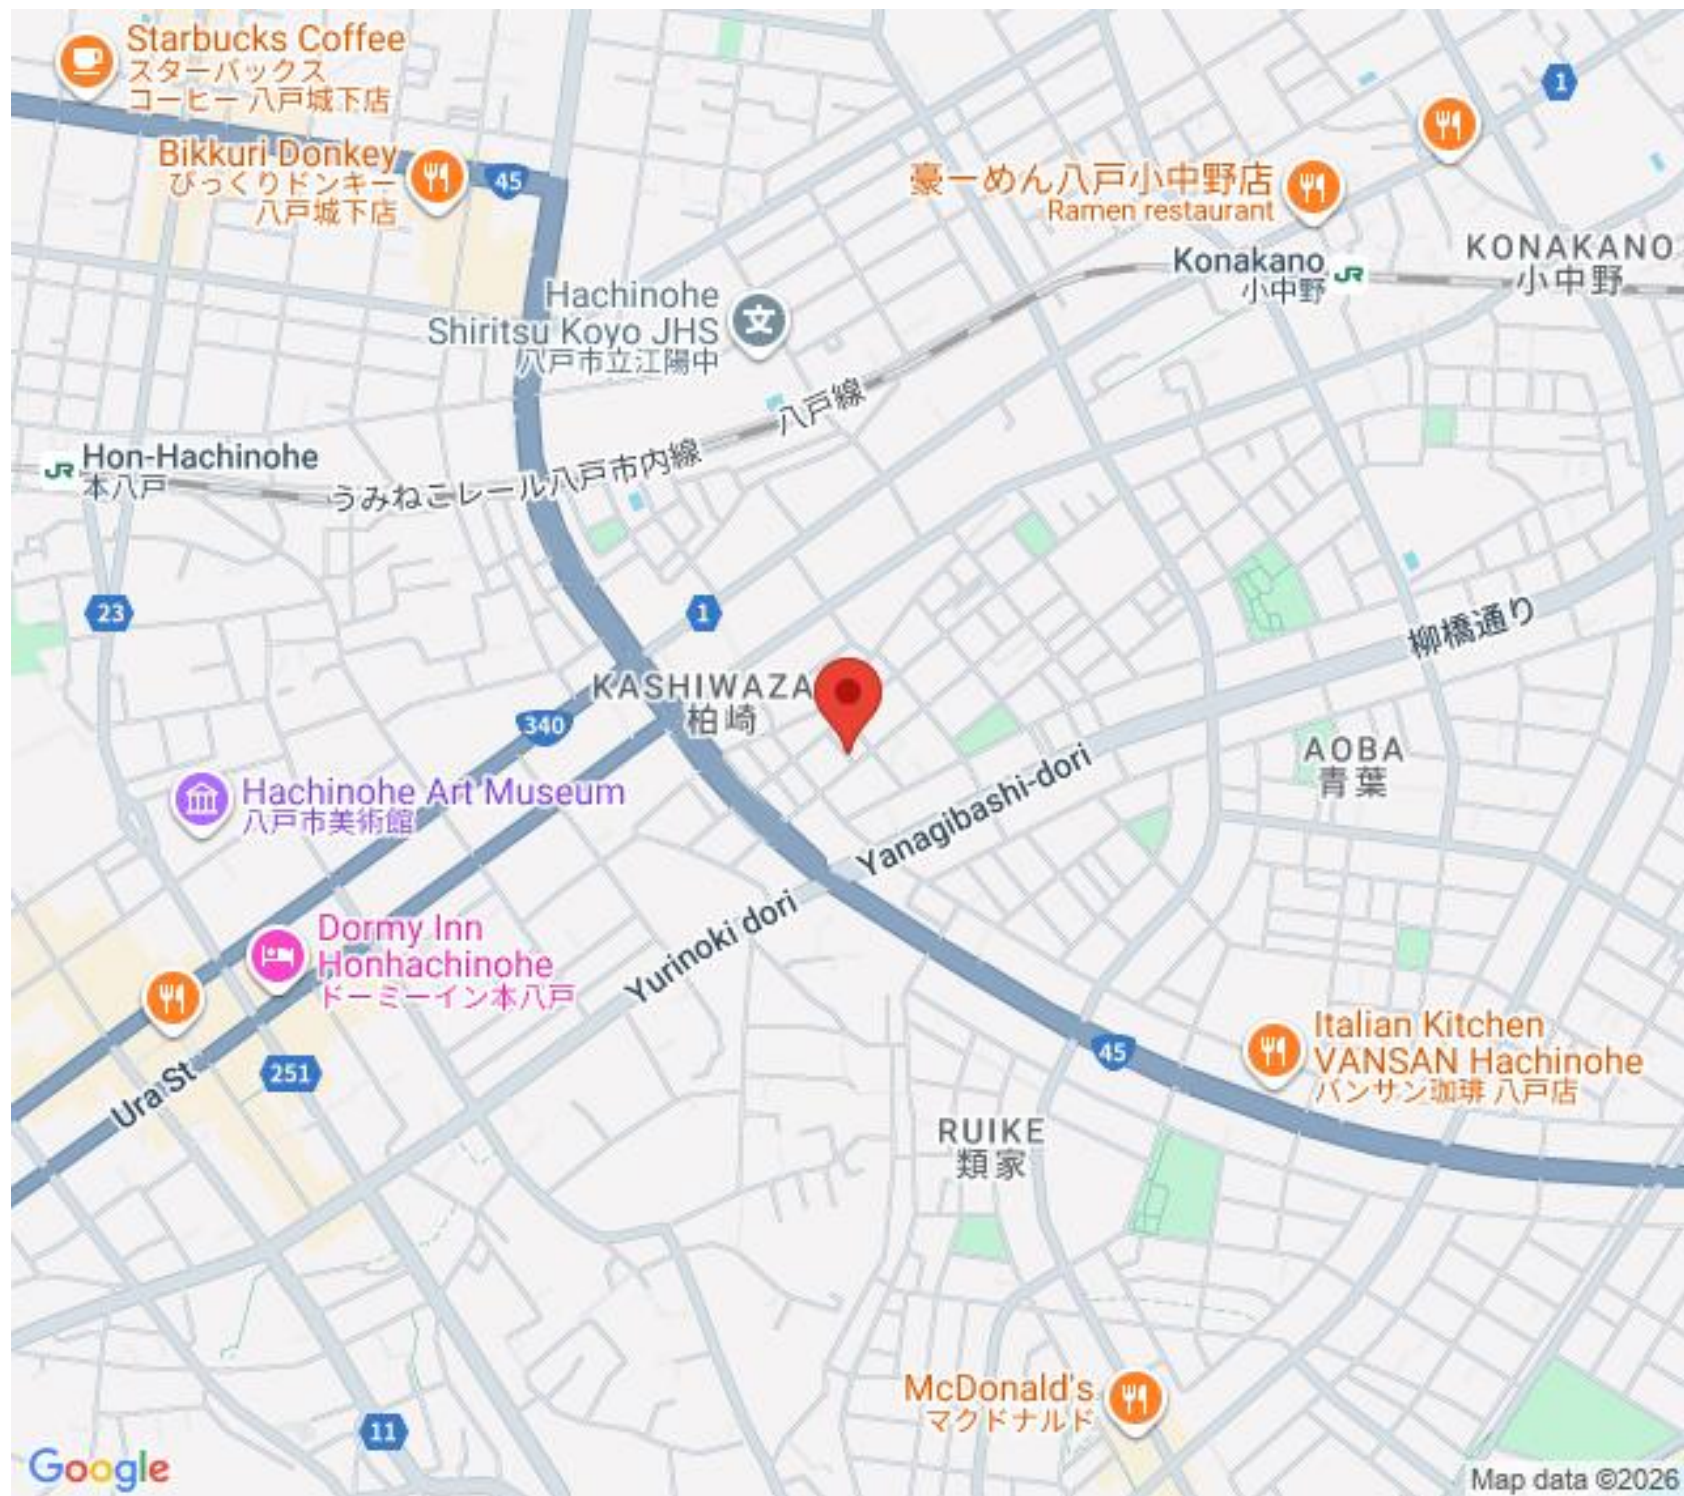 Starbucks Coffee
スターバックス
コーヒー 八戸城下店
1
Bikkuri Donkey
びっくりドンキー
八戸城下店
45
豪ーめん八戸小中野店
Ramen restaurant
KONAKANO
小中野
Konakano
小中野
JR
Hachinohe
Shiritsu Koyo JHS
八戸市立江陽中
文
八戸線
JR
Hon-Hachinohe
本八戸
うみねこレール八戸市内線
23
1
柳橋通り
KASHIWAZA
柏崎
340
AOBA
青葉
Hachinohe Art Museum
八戸市美術館
Yanagibashi-dori
Yurinoki dori
Dormy Inn
Honhachinohe
ドーミーイン本八戸
251
Ura St
45
Italian Kitchen
VANSAN Hachinohe
バンサン珈琲 八戸店
RUIKE
類家
McDonald's
マクドナルド
11
Google
Map data ©2026